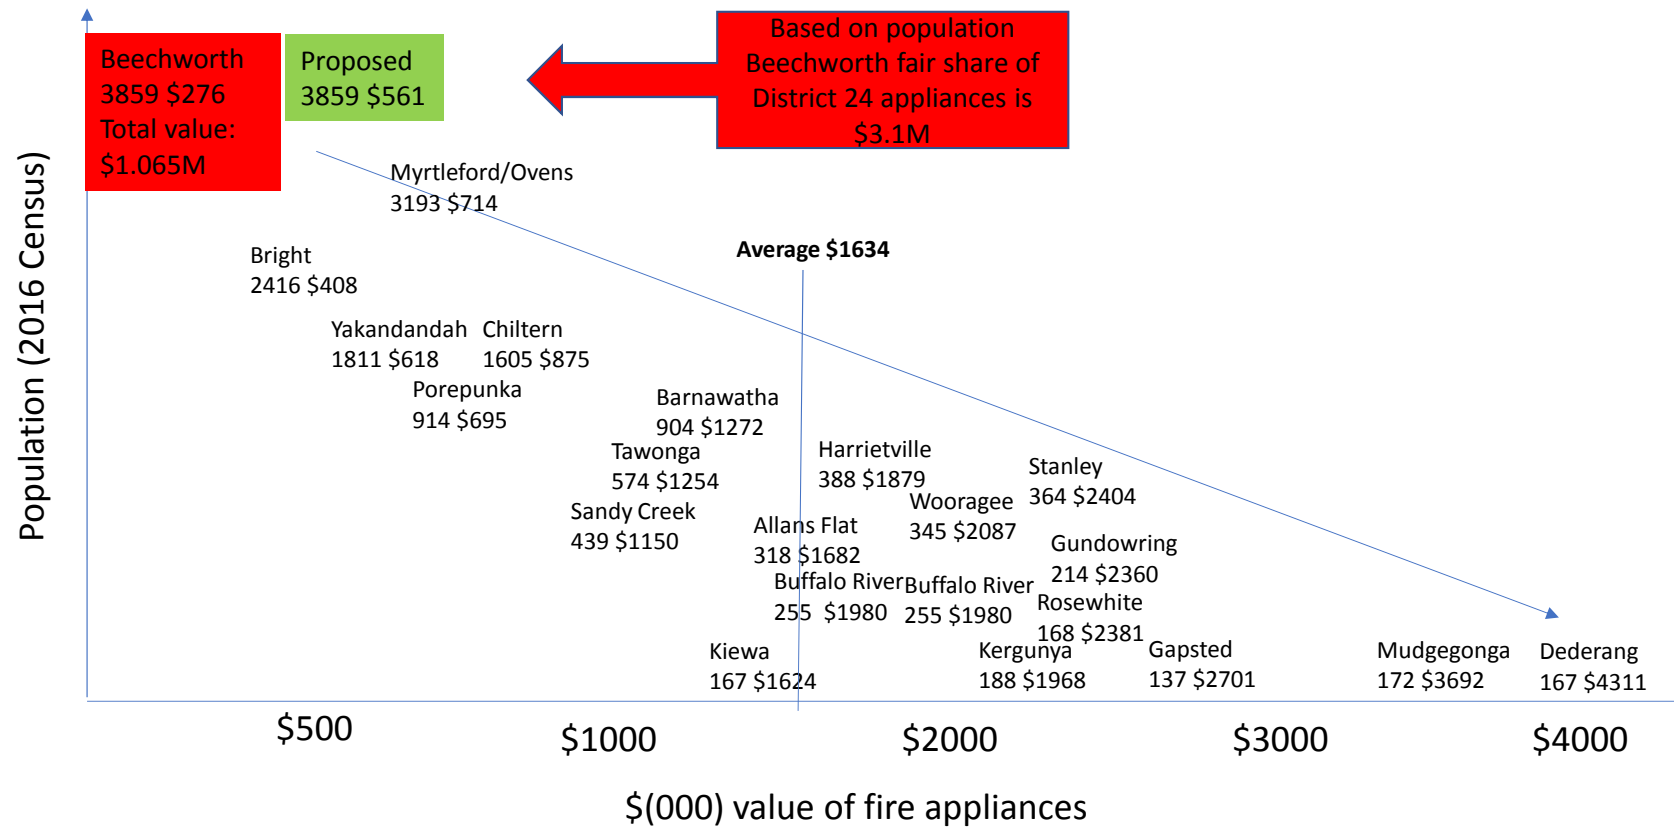 Beechworth
3859 $276
Total value:
$1.065M
Proposed
3859 $561
Based on population
Beechworth fair share of
District 24 appliances is
$3.1M
Myrtleford/Ovens
3193 $714
Average $1634
Bright
2416 $408
Yakandandah
1811 $618
Chiltern
1605 $875
Porepunka
914 $695
Barnawatha
904 $1272
Tawonga
574 $1254
Harrietville
388 $1879
Stanley
364 $2404
Sandy Creek
439 $1150
Wooragee
345 $2087
Allans Flat
318 $1682
Gundowring
214 $2360
Buffalo River
255  $1980
Buffalo River
255 $1980
Rosewhite
168 $2381
Kiewa
167 $1624
Kergunya
188 $1968
Gapsted
137 $2701
Mudgegonga
172 $3692
Dederang
167 $4311
Population (2016 Census)
$500
$1000
$2000
$3000
$4000
$(000) value of fire appliances